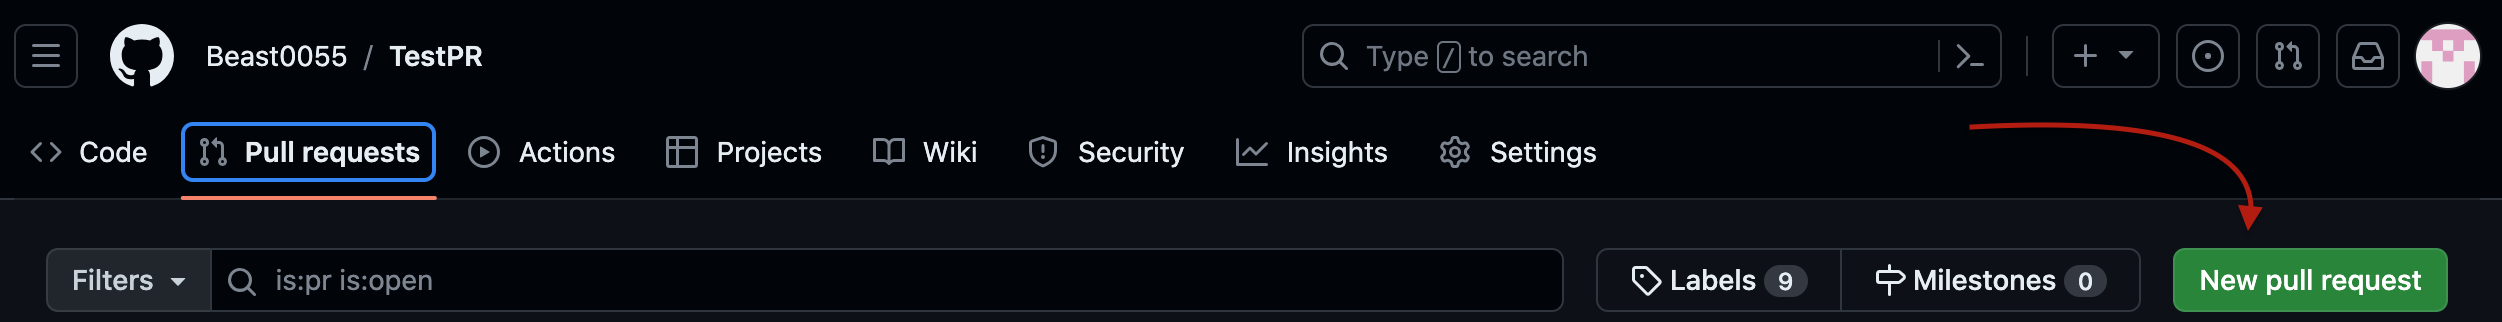 Beast0055 / TestPR
Type / to search
Code Pull requests Actions Projects Wiki Security Insights Settings
Filters is:pr is:open Labels 9 Milestones 0 New pull request